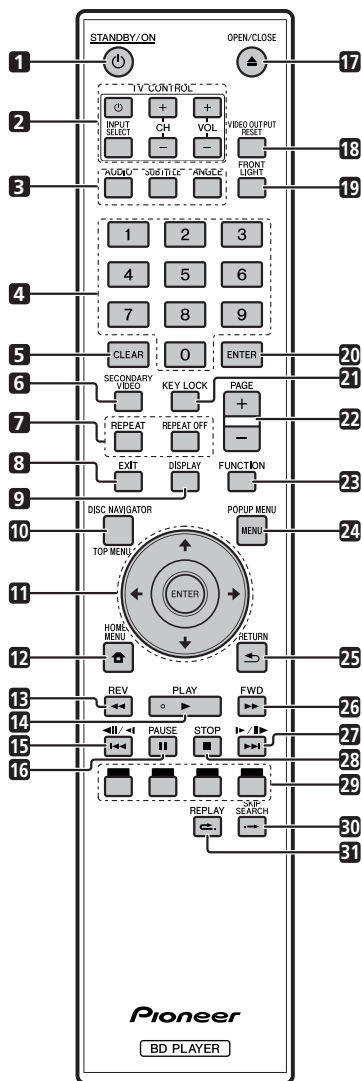 STANDBY/ON
OPEN/CLOSE
1
17
TV CONTROL
2
INPUT SELECT
+
CH
–
+
VOL
–
VIDEO OUTPUT RESET
18
3
AUDIO
SUBTITLE
ANGLE
FRONT LIGHT
19
1
2
3
4
4
5
6
7
8
9
5
CLEAR
0
ENTER
20
6
SECONDARY VIDEO
KEY LOCK
21
PAGE
+
–
22
7
REPEAT
REPEAT OFF
8
EXIT
DISPLAY
9
FUNCTION
23
10
DISC NAVIGATOR
TOP MENU
POPUP MENU
MENU
24
11
ENTER
12
HOME MENU
RETURN
25
13
REV
PLAY
FWD
26
14
15
PAUSE
STOP
27
16
28
29
REPLAY
SKIP SEARCH
30
31
Pioneer
BD PLAYER